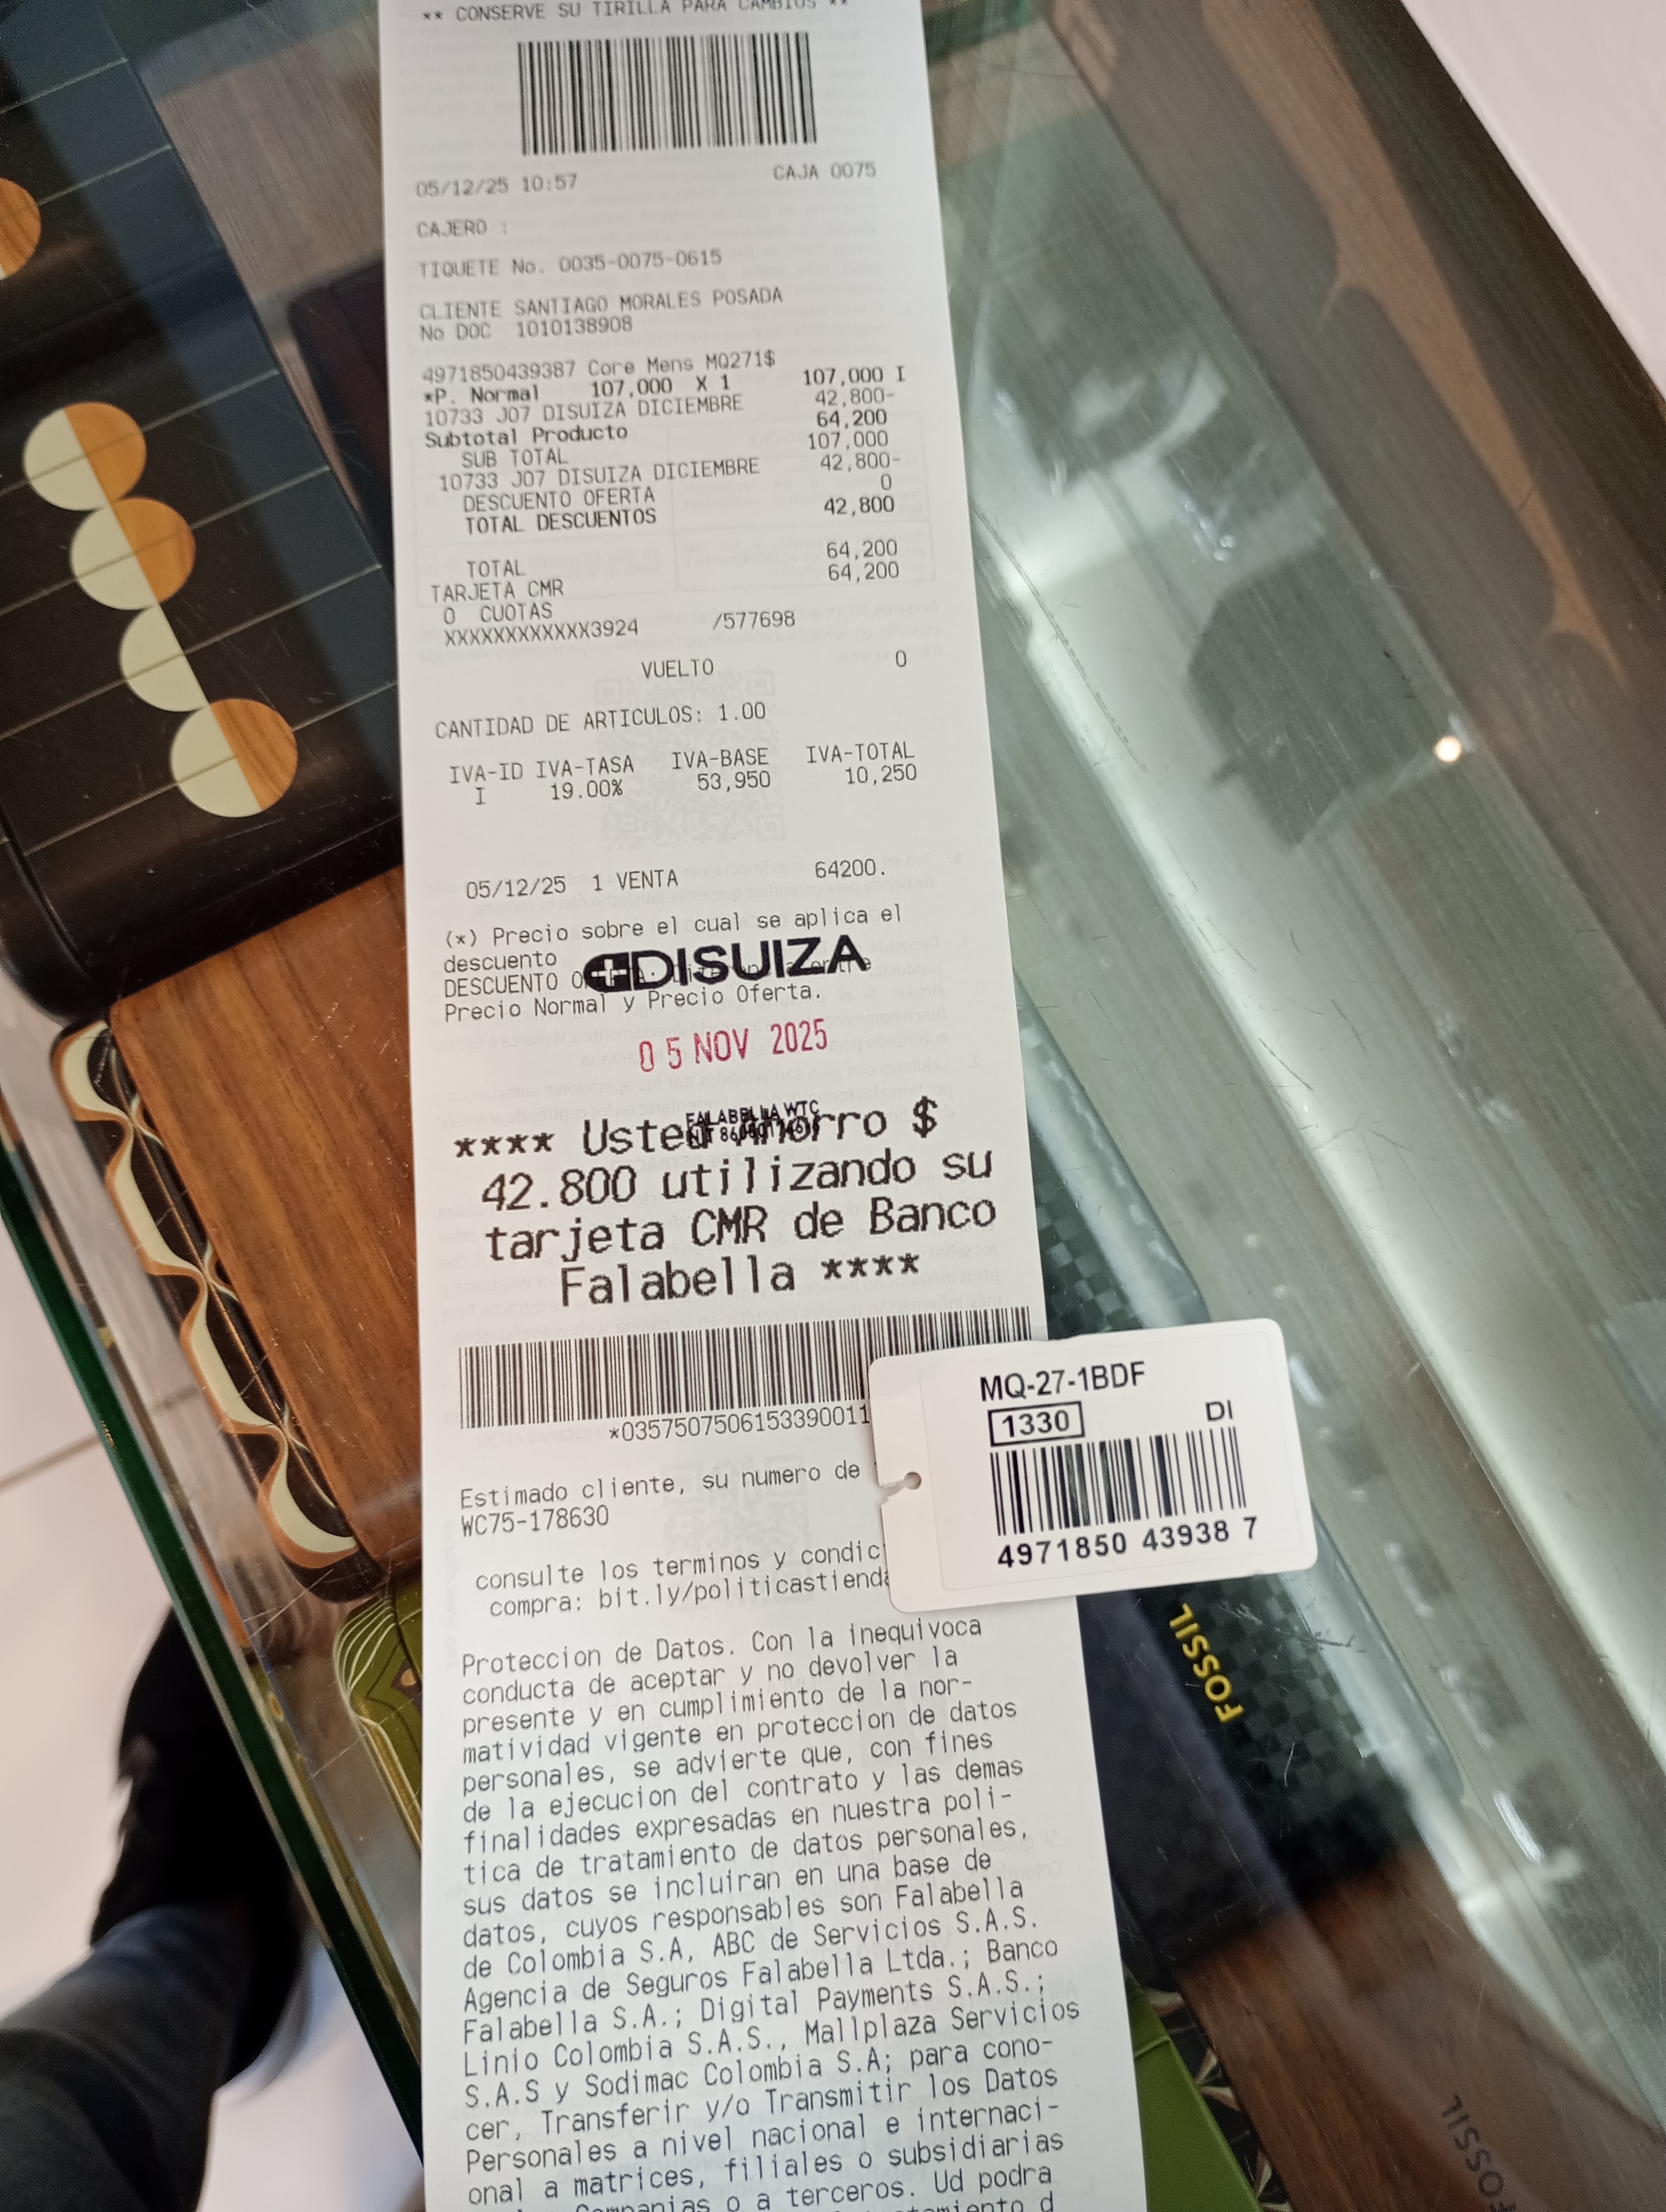 ** CONSERVE SU TIRILLA PARA CAMBIOS **
05/12/25 10:57 CAJA 0075
CAJERO :
TIQUETE No. 0035-0075-0615
CLIENTE SANTIAGO MORALES POSADA
No DOC 1010138908
4971850439387 Core Mens MQ271$
*P. Normal 107,000 X 1 107,000 I
10733 J07 DISUIZA DICIEMBRE 42,800-
Subtotal Producto 64,200
SUB TOTAL 107,000
10733 J07 DISUIZA DICIEMBRE 42,800-
DESCUENTO OFERTA 0
TOTAL DESCUENTOS 42,800
TOTAL 64,200
TARJETA CMR 64,200
0 CUOTAS
XXXXXXXXXXXX3924 /577698
VUELTO 0
CANTIDAD DE ARTICULOS: 1.00
IVA-ID IVA-TASA IVA-BASE IVA-TOTAL
I 19.00% 53,950 10,250
05/12/25 1 VENTA 64200.
(*) Precio sobre el cual se aplica el
descuento
DISUIZA
DESCUENTO
Precio Normal y Precio Oferta.
05 NOV 2025
FALABELLA WTC
**** Usted Ahorro $
42.800 utilizando su
tarjeta CMR de Banco
Falabella ****
*0357507506153390011
MQ-27-1BDF
1330 DI
4971850 43938 7
Estimado cliente, su numero de
WC75-178630
consulte los terminos y condic
compra: bit.ly/politicastienda
Proteccion de Datos. Con la inequivoca
conducta de aceptar y no devolver la
presente y en cumplimiento de la nor-
matividad vigente en proteccion de datos
personales, se advierte que, con fines
de la ejecucion del contrato y las demas
finalidades expresadas en nuestra poli-
tica de tratamiento de datos personales,
sus datos se incluiran en una base de
datos, cuyos responsables son Falabella
de Colombia S.A, ABC de Servicios S.A.S.
Agencia de Seguros Falabella Ltda.; Banco
Falabella S.A.; Digital Payments S.A.S.;
Linio Colombia S.A.S., Mallplaza Servicios
S.A.S y Sodimac Colombia S.A; para cono-
cer, Transferir y/o Transmitir los Datos
Personales a nivel nacional e internaci-
onal a matrices, filiales o subsidiarias
o a terceros. Ud podra
FOSSIL
FOSSIL